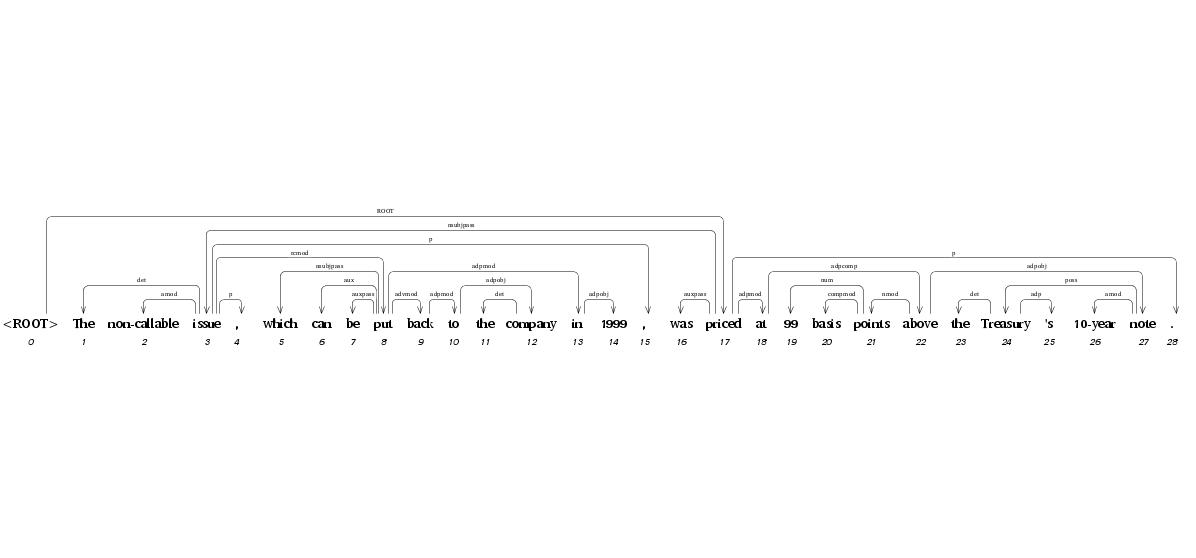 ROOT
nsubjpass
p
rcmod p
nsubjpass adpmod adpcomp adpobj
det aux adpobj num poss
amod p auxpass advmod adpmod det adpobj auxpass adpmod compmod nmod det adp amod
<ROOT> The non-callable issue , which can be put back to the company in 1999 , was priced at 99 basis points above the Treasury 's 10-year note .
0 1 2 3 4 5 6 7 8 9 10 11 12 13 14 15 16 17 18 19 20 21 22 23 24 25 26 27 28